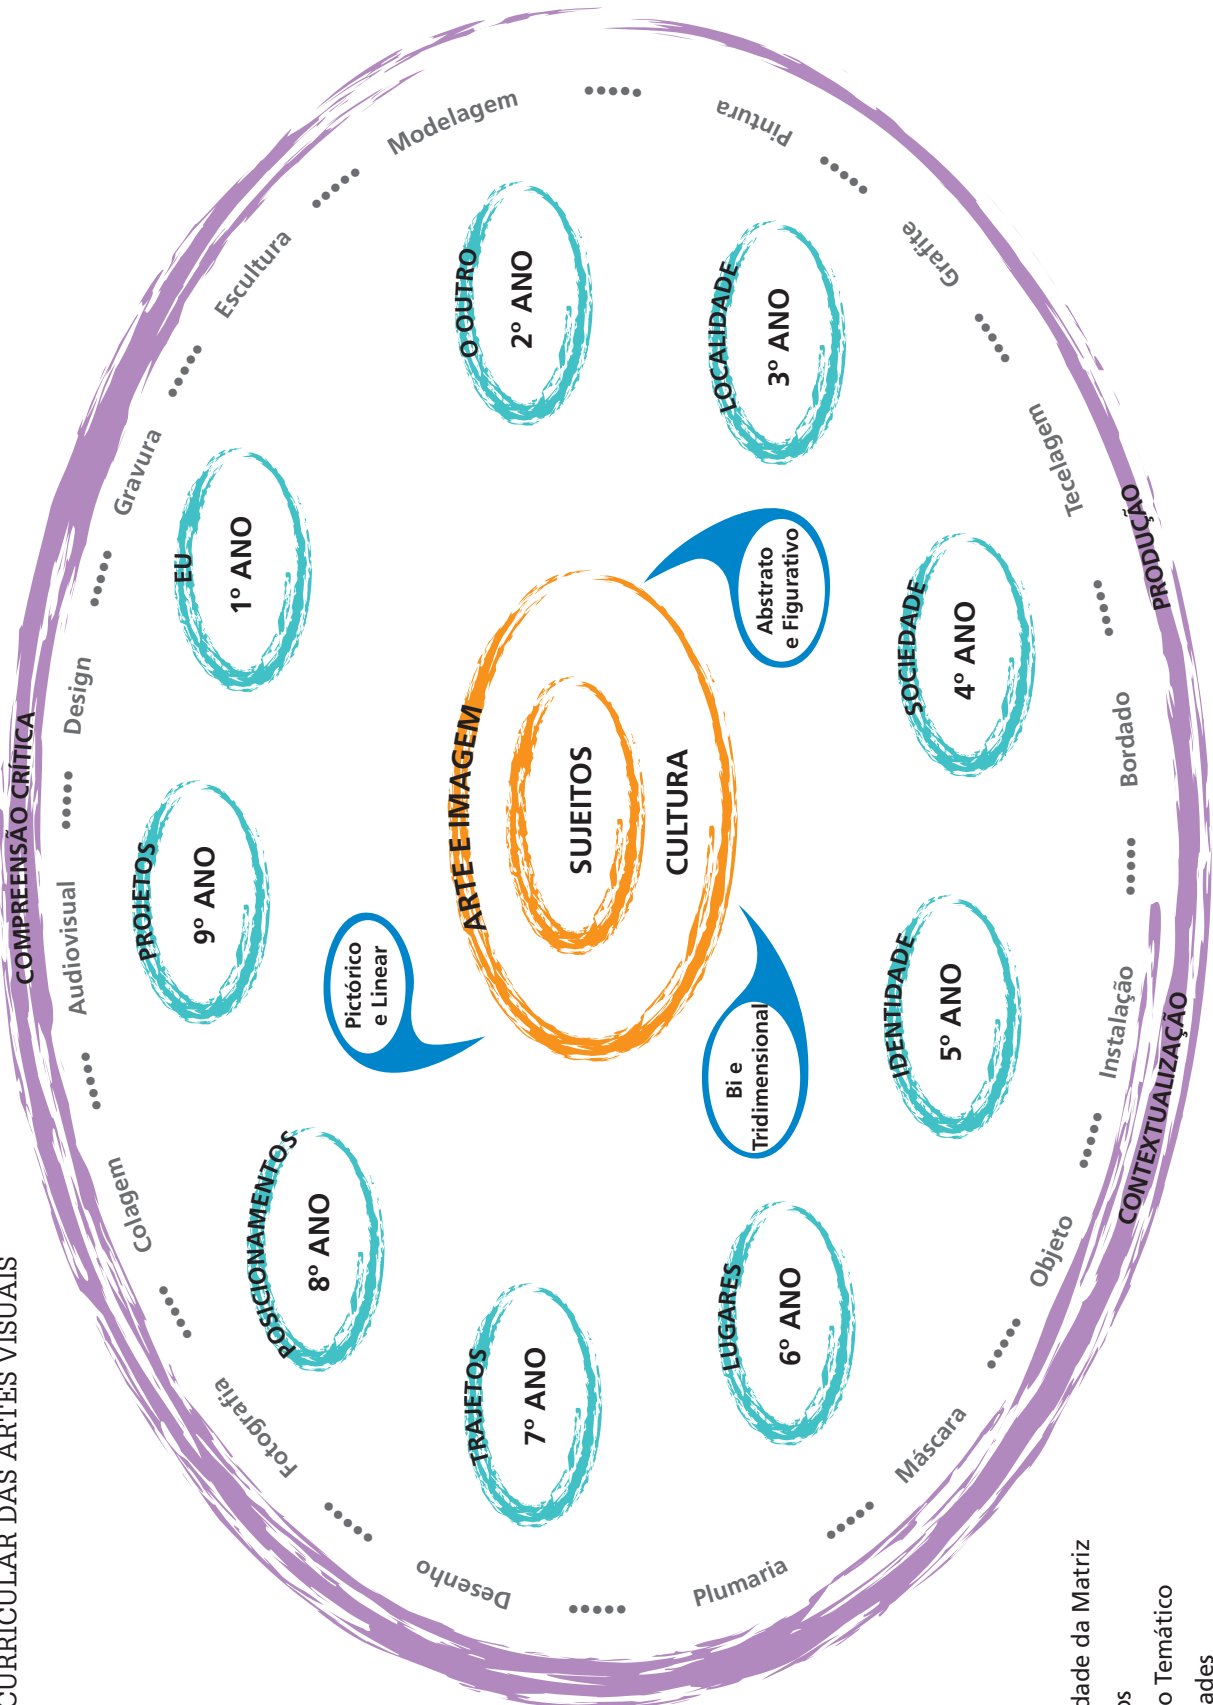 CURRICULAR DAS ARTES VISUAIS
COMPREENSÃO CRÍTICA
Colagem
Audiovisual
Design
Gravura
Escultura
Modelagem
Pintura
Grafite
Tecelagem
Bordado
Instalação
Objeto
Máscara
Plumaria
Desenho
Fotografia
PROJETOS
9º ANO
EU
1º ANO
O OUTRO
2º ANO
LOCALIDADE
3º ANO
SOCIEDADE
4º ANO
IDENTIDADE
5º ANO
LUGARES
6º ANO
TRAJETOS
7º ANO
POSICIONAMENTOS
8º ANO
Pictórico
e Linear
ARTE E IMAGEM
SUJEITOS
CULTURA
Abstrato
e Figurativo
Bi e
Tridimensional
PRODUÇÃO
CONTEXTUALIZAÇÃO
dade da Matriz
os
o Temático
ades